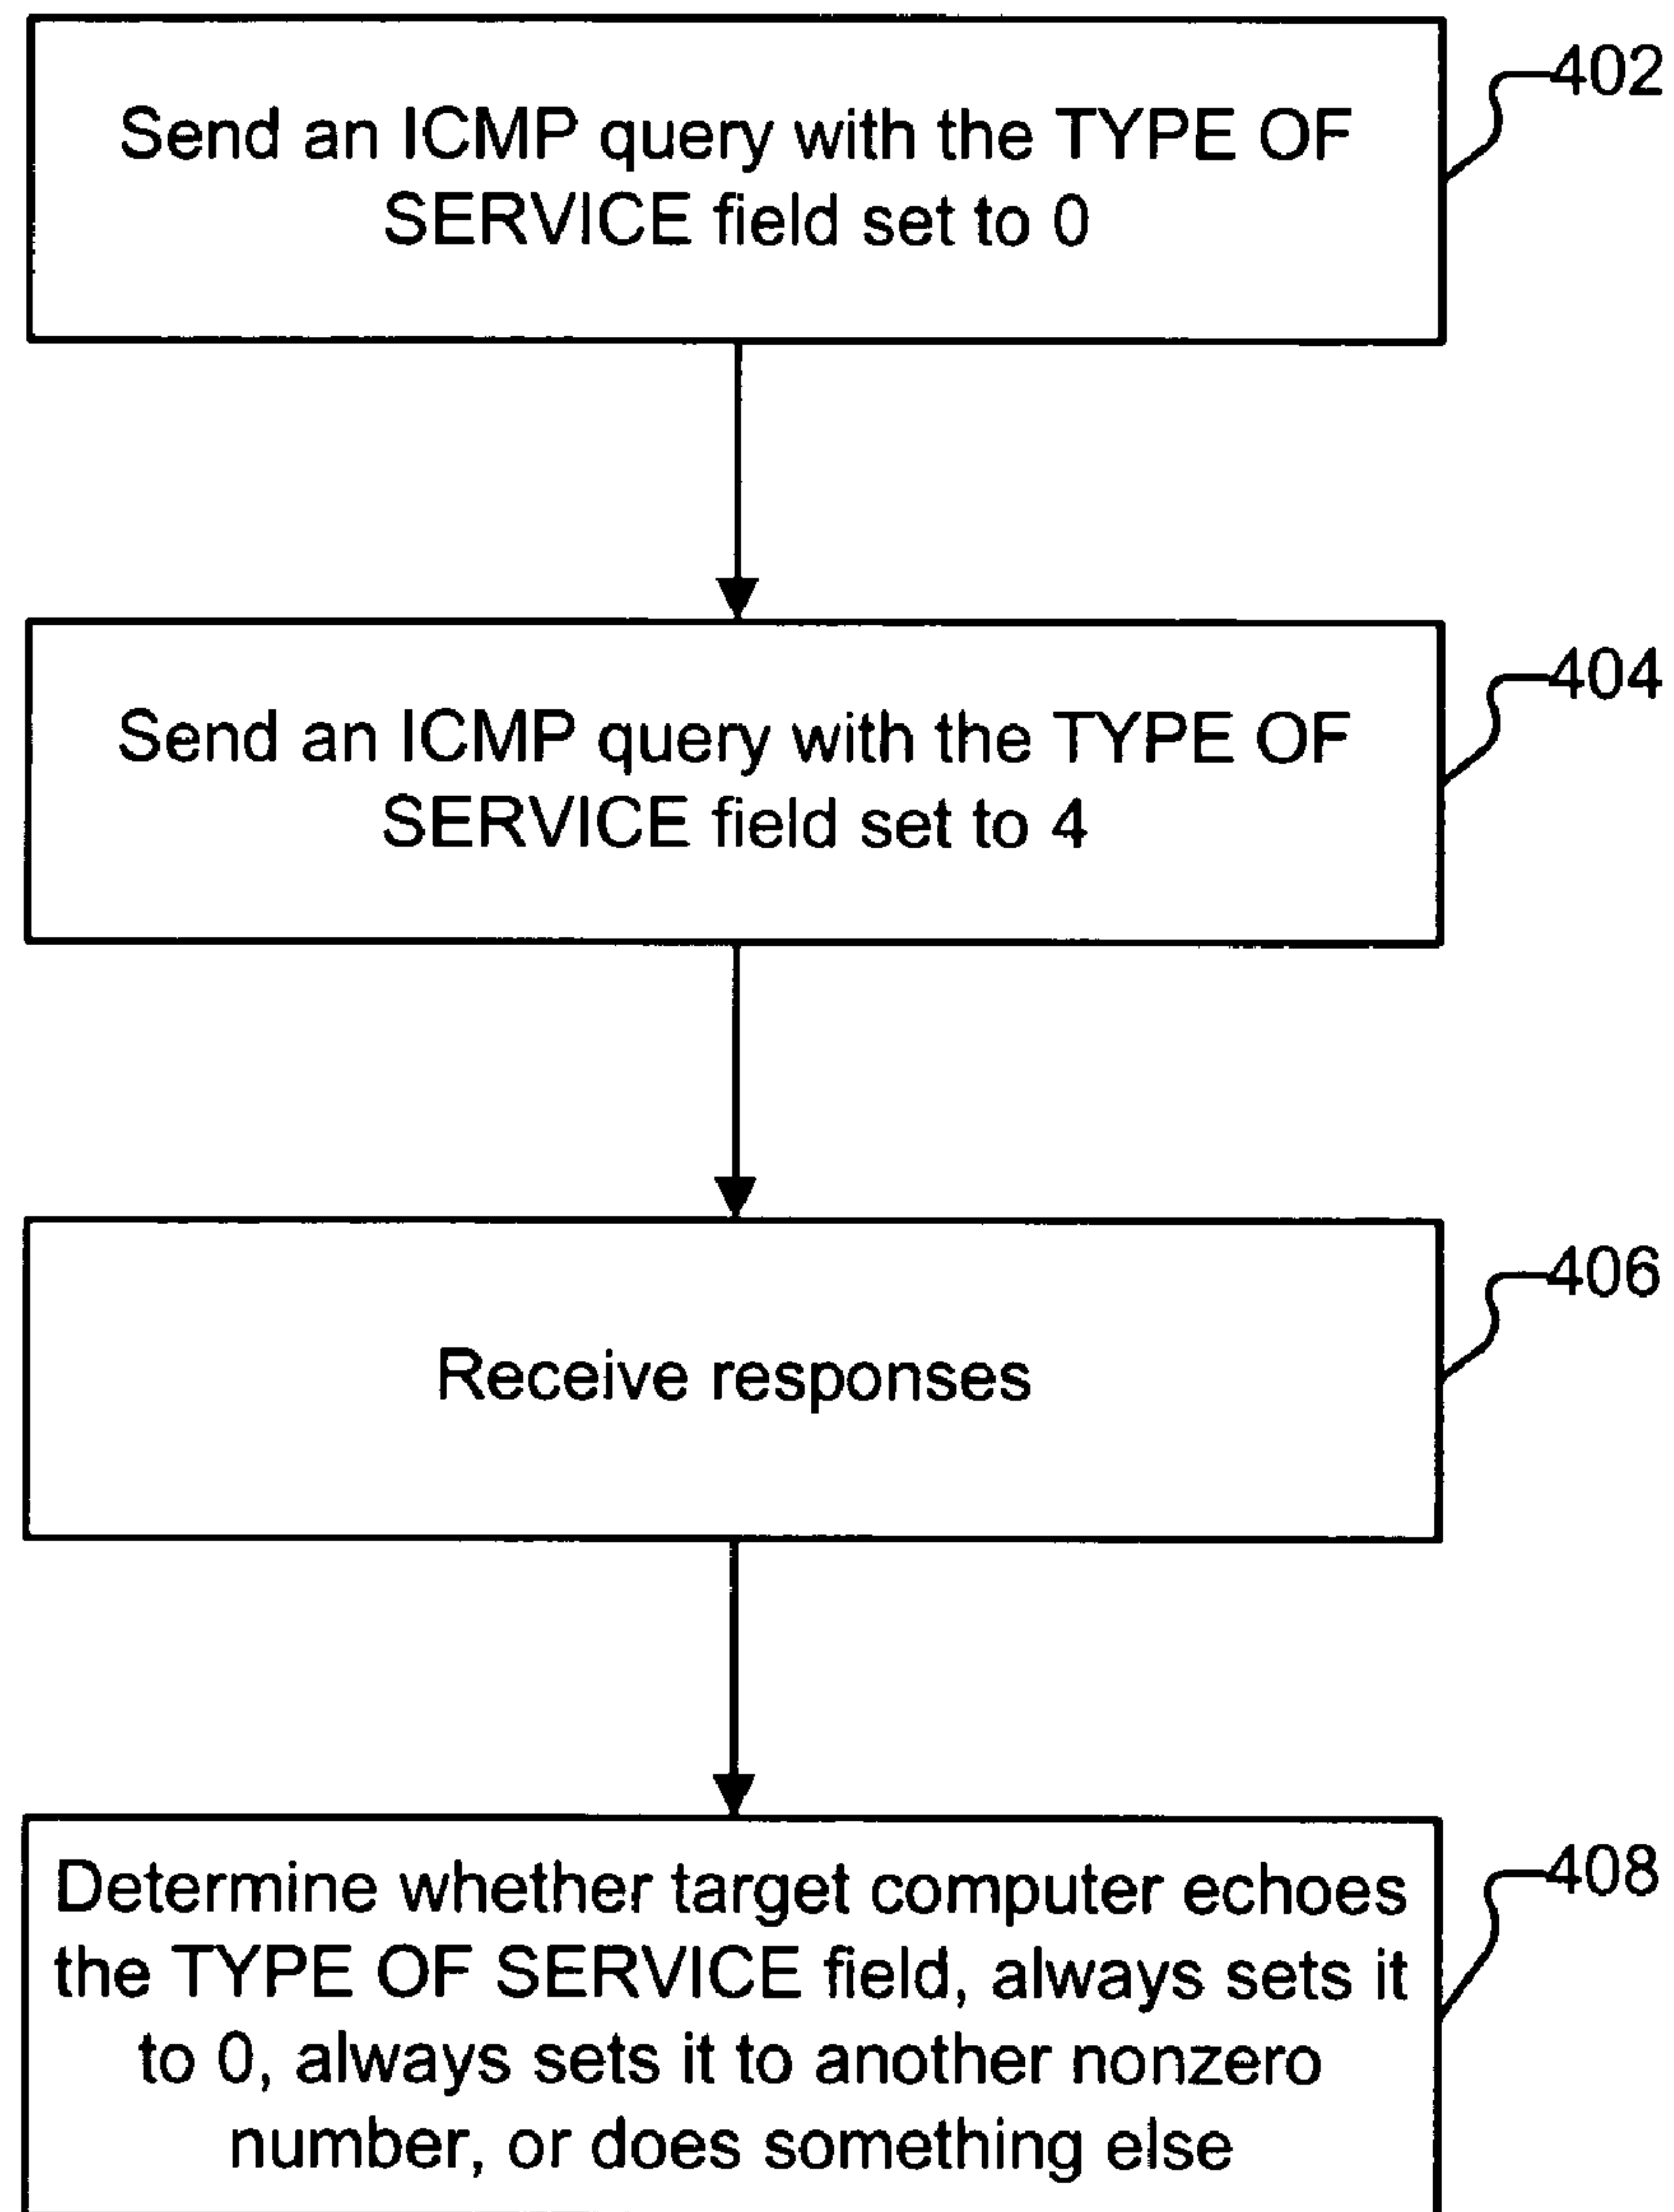 402
Send an ICMP query with the TYPE OF
SERVICE field set to 0
404
Send an ICMP query with the TYPE OF
SERVICE field set to 4
406
Receive responses
408
Determine whether target computer echoes
the TYPE OF SERVICE field, always sets it
to 0, always sets it to another nonzero
number, or does something else